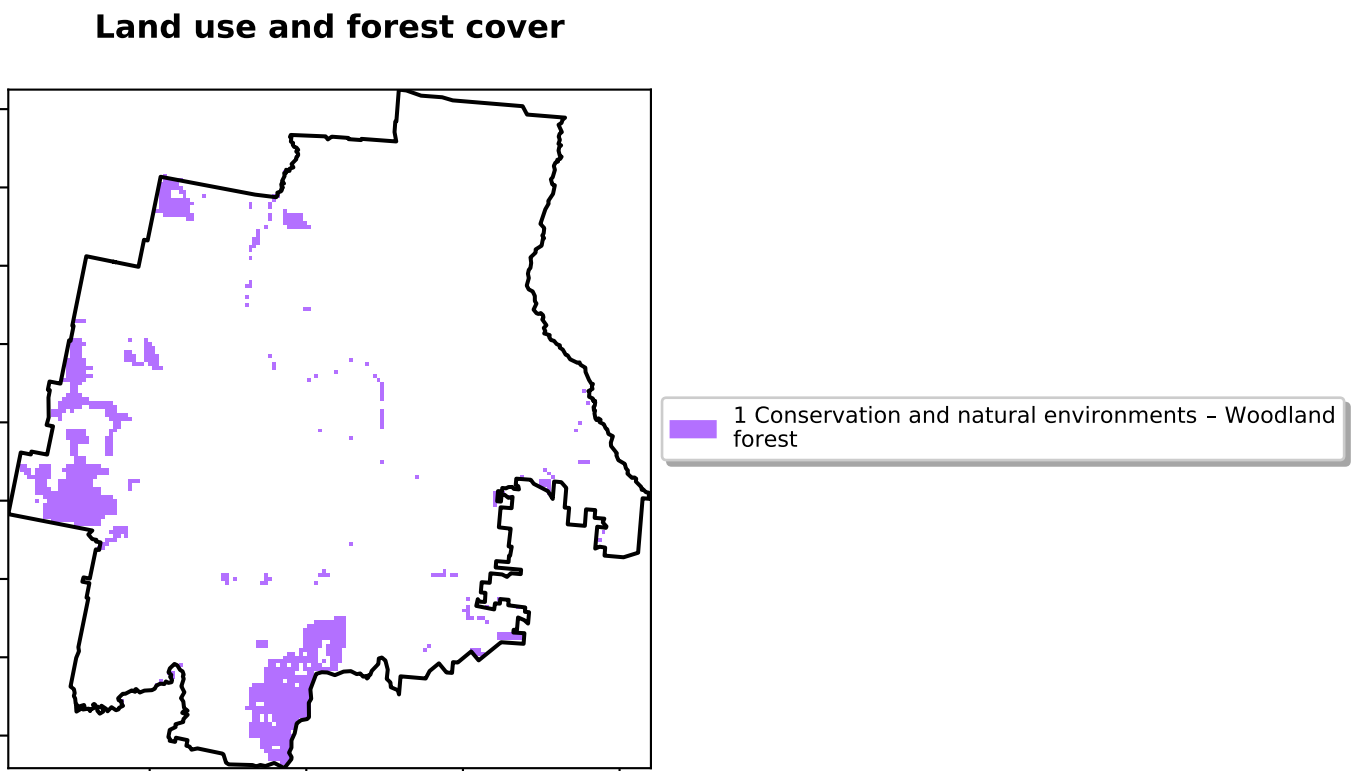 Land use and forest cover
1 Conservation and natural environments – Woodland
forest